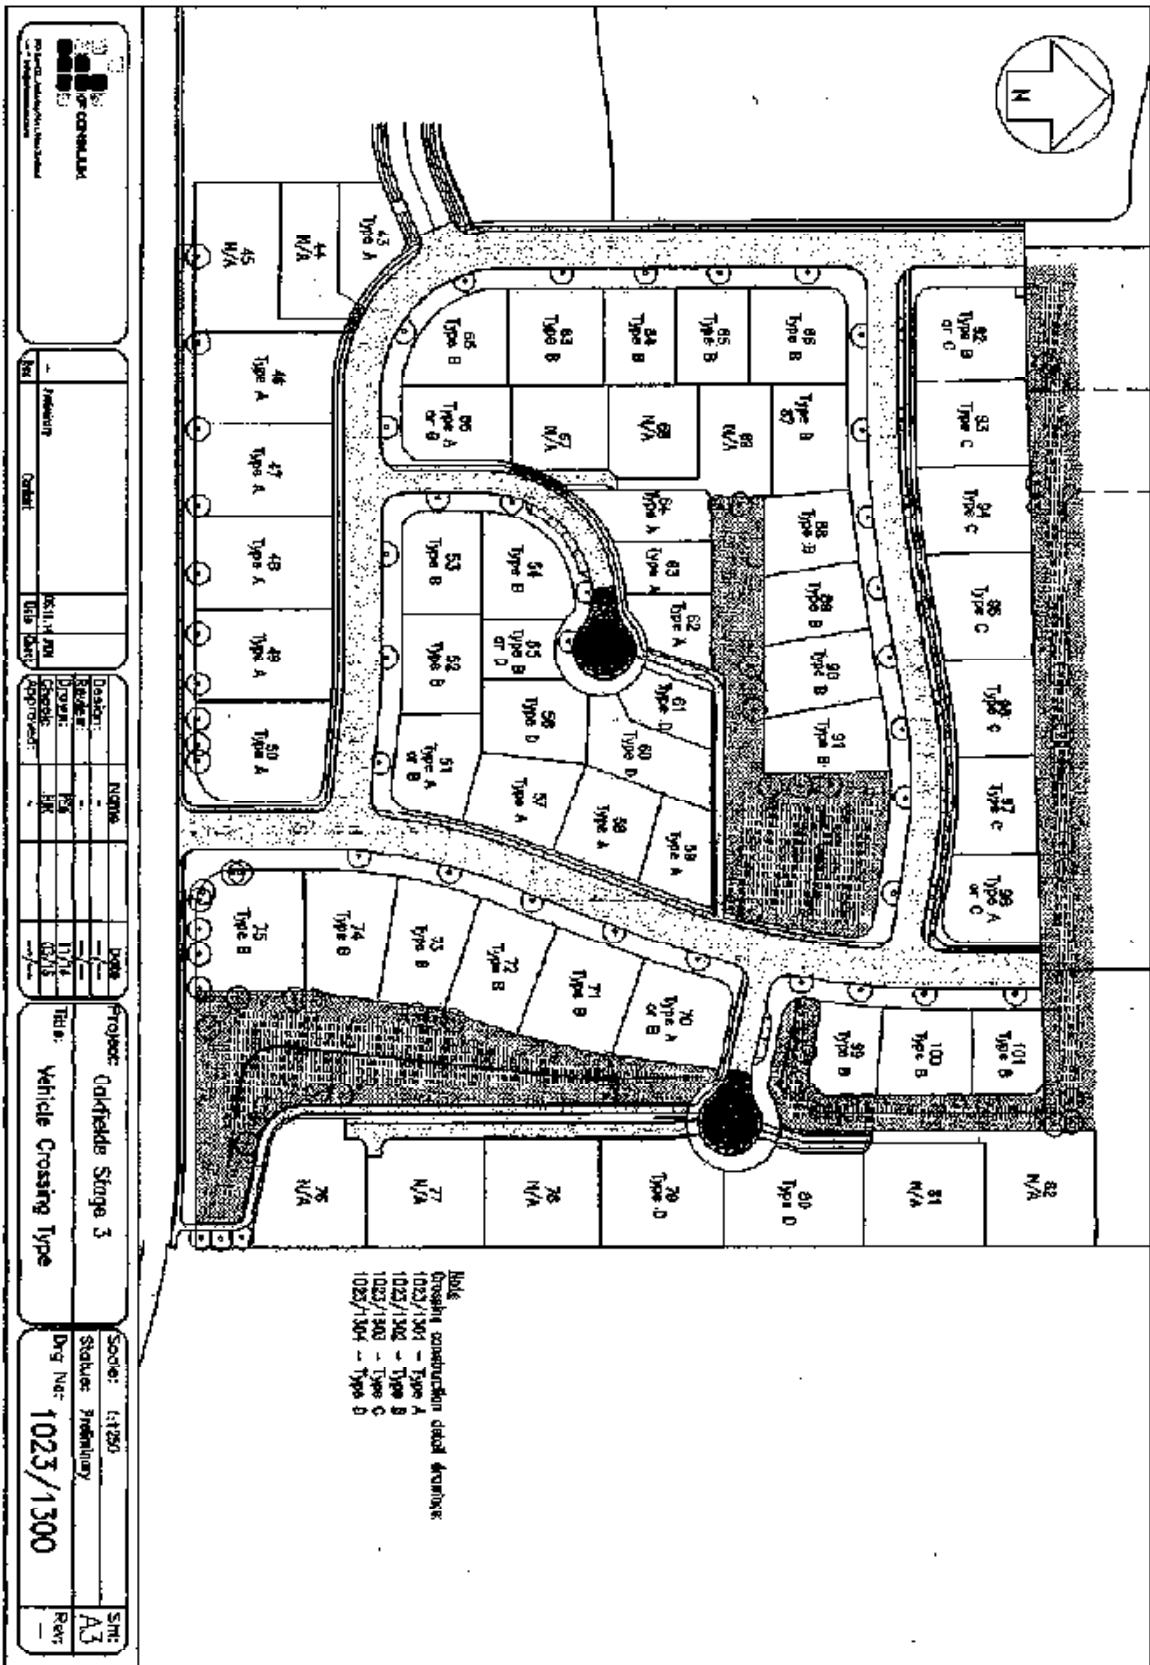 N
43
Type A
44
N/A
45
N/A
46
Type A
47
Type A
48
Type A
49
Type A
50
Type A
51
Type A
or B
52
Type B
53
Type B
54
Type B
55
Type B
or D
56
Type D
57
Type A
58
Type A
59
Type A
60
Type D
61
Type D
62
Type A
63
Type A
64
Type A
N/A
67
N/A
68
N/A
66
Type A
or B
65
Type B
83
Type B
84
Type B
85
Type B
86
Type B
Type B
87
88
Type B
89
Type B
90
Type B
91
Type B
92
Type B
or C
93
Type C
94
Type C
95
Type C
Type C
97
Type C
98
Type A
or C
99
Type B
100
Type B
101
Type B
70
Type A
or B
71
Type B
72
Type B
73
Type B
74
Type B
75
Type B
76
N/A
77
N/A
78
N/A
79
Type D
80
Type D
81
N/A
82
N/A
Note
Crossing construction detail drawings:
1023/1301 - Type A
1023/1302 - Type B
1023/1303 - Type C
1023/1304 - Type D
Preliminary
Name
Date
Design:
Drawn:
Check:
Approved:
Project:
Oakfields Stage 3
Title:
Vehicle Crossing Type
Scale: 1:1250
Status: Preliminary
Drg No: 1023/1300
Sht:
A3
Rev:
-